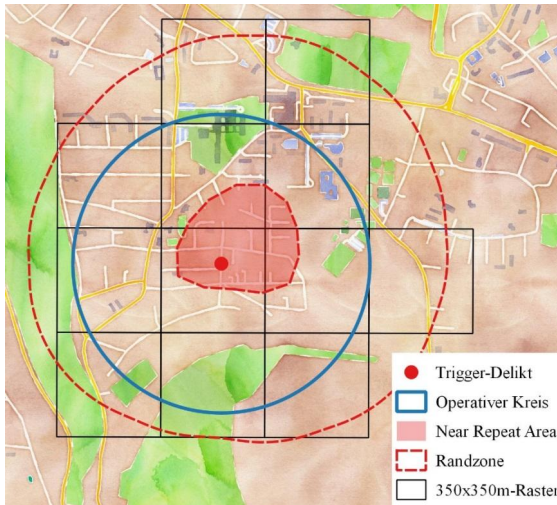 Trigger-Delikt
Operativer Kreis
Near Repeat Area
Randzone
350x350m-Raster